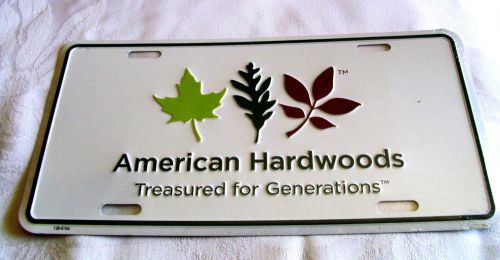 ™
American Hardwoods
Treasured for Generations™